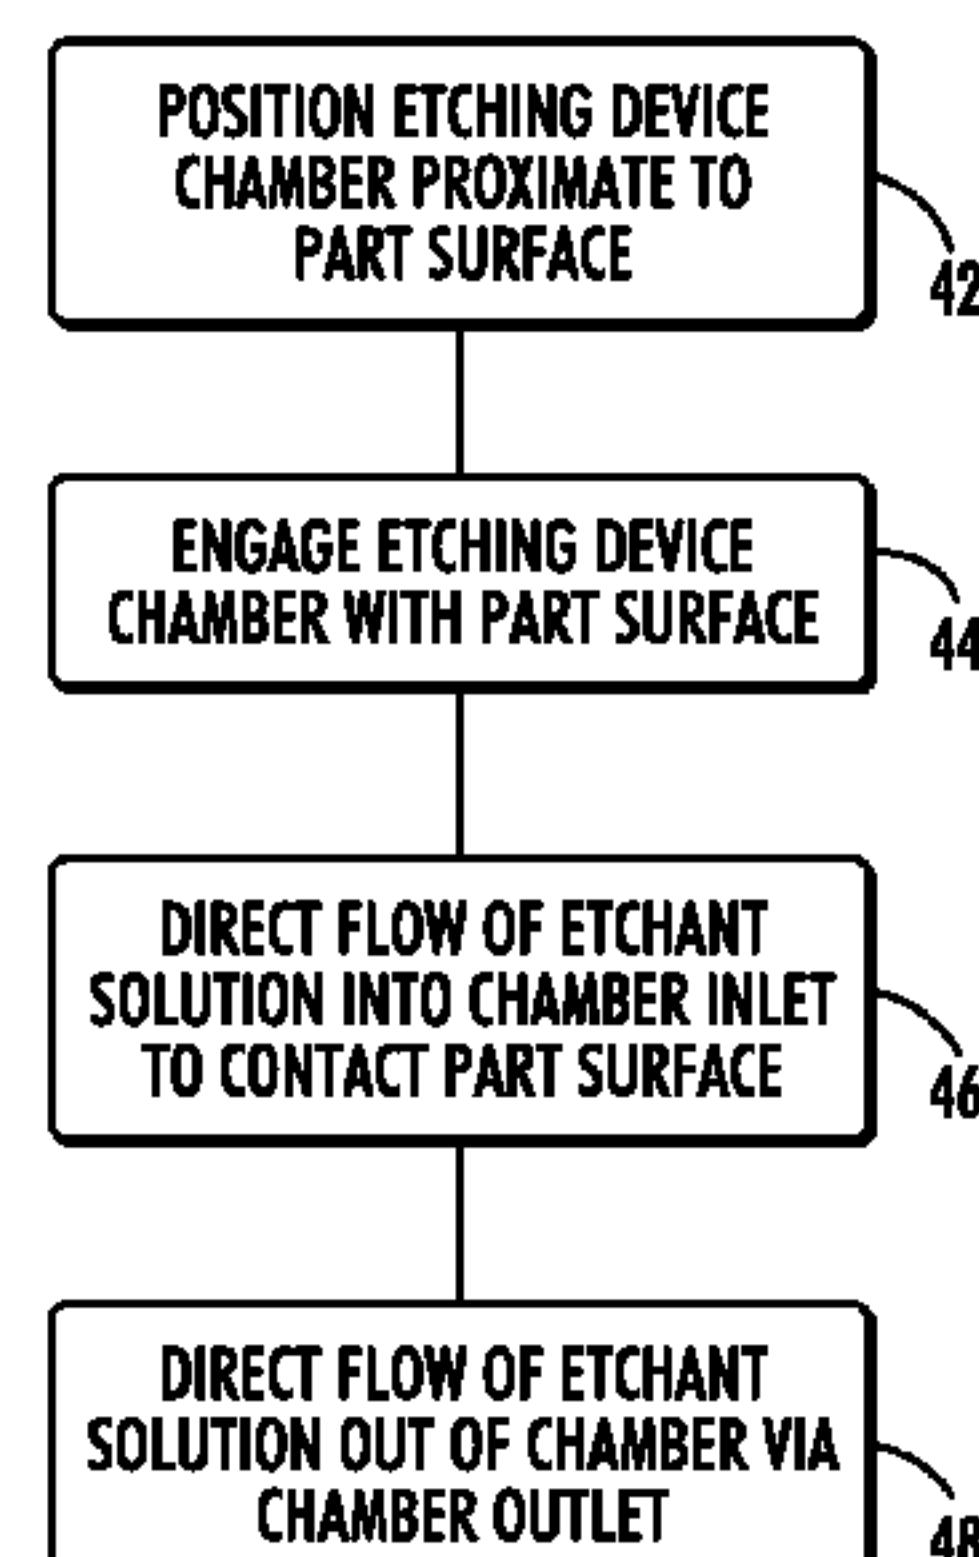 POSITION ETCHING DEVICE
CHAMBER PROXIMATE TO
PART SURFACE
42
ENGAGE ETCHING DEVICE
CHAMBER WITH PART SURFACE
44
DIRECT FLOW OF ETCHANT
SOLUTION INTO CHAMBER INLET
TO CONTACT PART SURFACE
46
DIRECT FLOW OF ETCHANT
SOLUTION OUT OF CHAMBER VIA
CHAMBER OUTLET
48